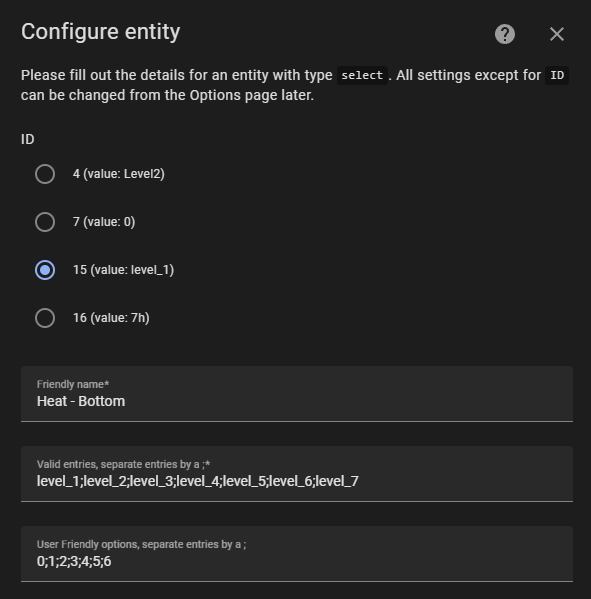 Configure entity
Please fill out the details for an entity with type select . All settings except for ID
can be changed from the Options page later.
ID
4 (value: Level2)
7 (value: 0)
15 (value: level_1)
16 (value: 7h)
Friendly name*
Heat - Bottom
Valid entries, separate entries by a ;*
level_1;level_2;level_3;level_4;level_5;level_6;level_7
User Friendly options, separate entries by a ;
0;1;2;3;4;5;6